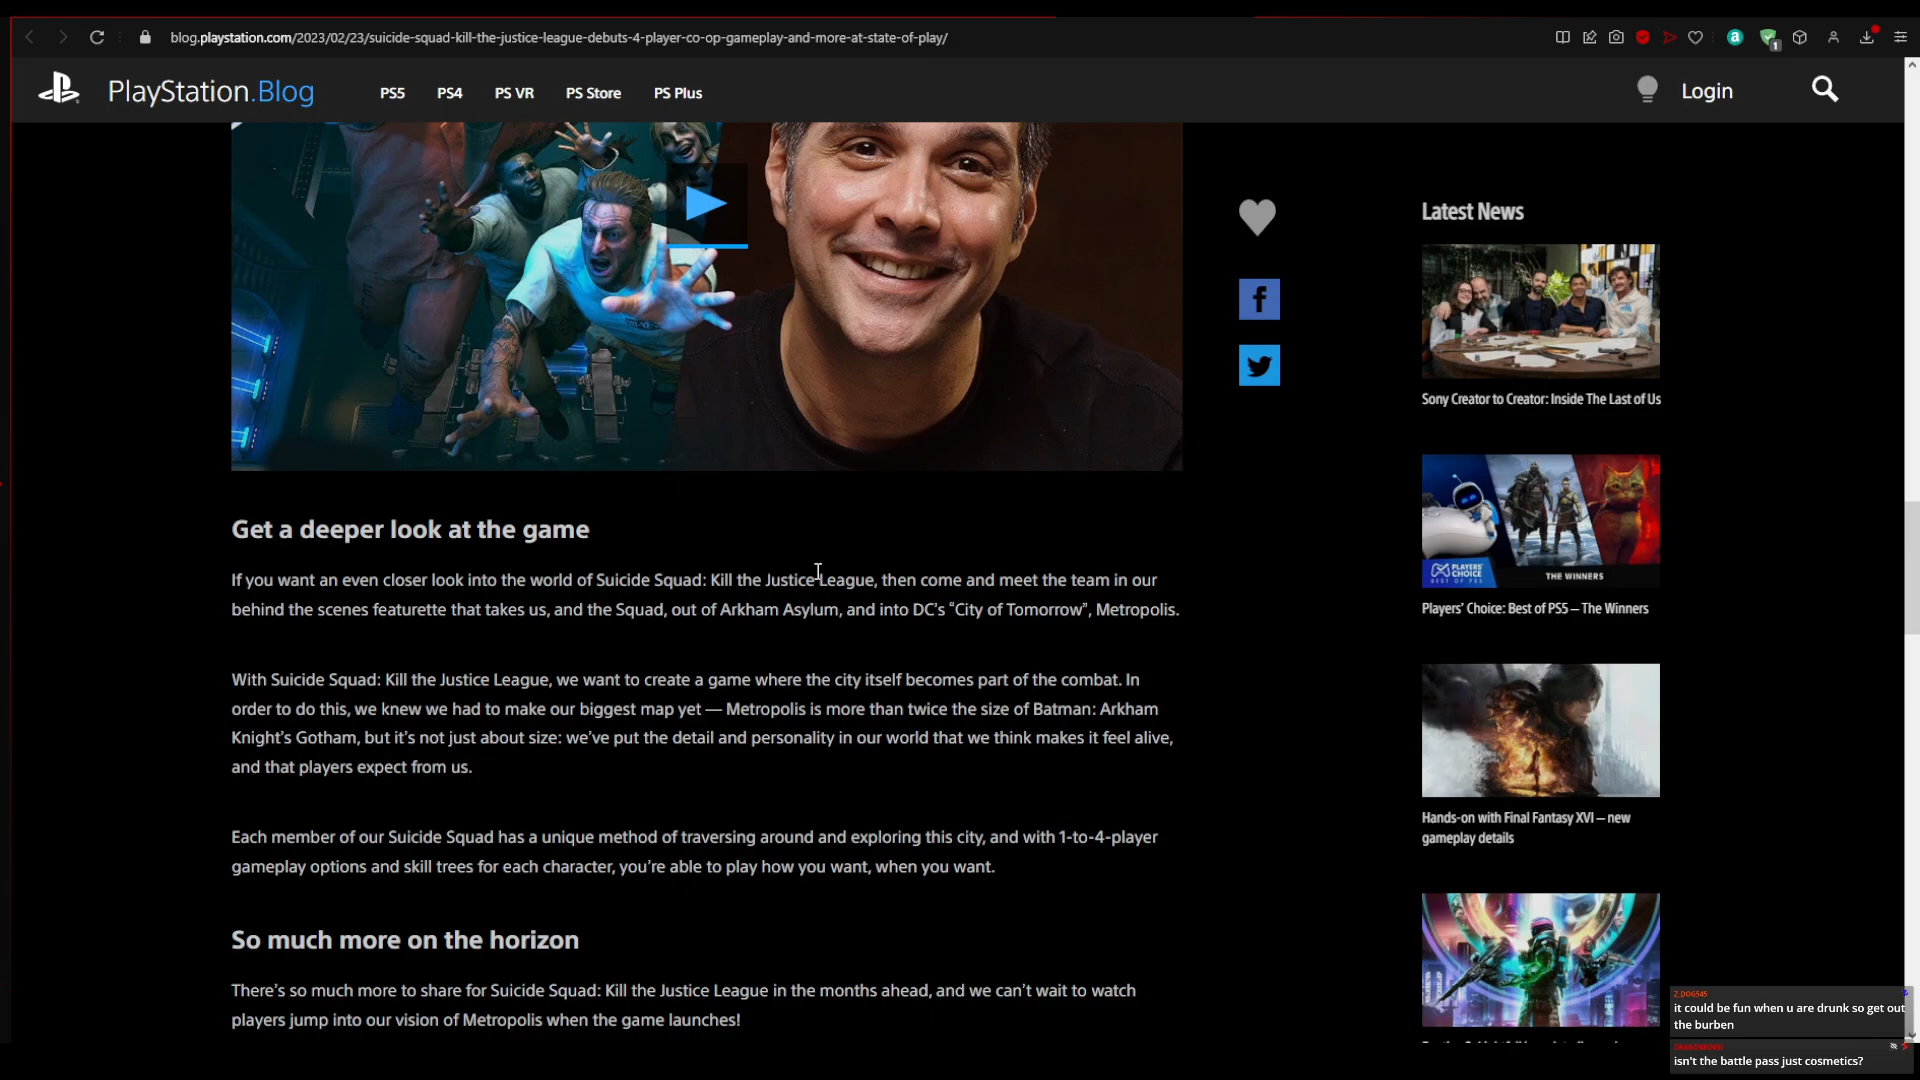 blog.playstation.com/2023/02/23/suicide-squad-kill-the-justice-league-debuts-4-player-co-op-gameplay-and-more-at-state-of-play/
a
1
PlayStation.Blog
PS5
PS4
PS VR
PS Store
PS Plus
Login
Get a deeper look at the game
If you want an even closer look into the world of Suicide Squad: Kill the Justice League, then come and meet the team in our
behind the scenes featurette that takes us, and the Squad, out of Arkham Asylum, and into DC’s “City of Tomorrow”, Metropolis.
With Suicide Squad: Kill the Justice League, we want to create a game where the city itself becomes part of the combat. In
order to do this, we knew we had to make our biggest map yet — Metropolis is more than twice the size of Batman: Arkham
Knight’s Gotham, but it’s not just about size: we’ve put the detail and personality in our world that we think makes it feel alive,
and that players expect from us.
Each member of our Suicide Squad has a unique method of traversing around and exploring this city, and with 1-to-4-player
gameplay options and skill trees for each character, you’re able to play how you want, when you want.
So much more on the horizon
There’s so much more to share for Suicide Squad: Kill the Justice League in the months ahead, and we can’t wait to watch
players jump into our vision of Metropolis when the game launches!
Latest News
Sony Creator to Creator: Inside The Last of Us
PLAYERS’ CHOICE
BEST OF PS5
THE WINNERS
Players’ Choice: Best of PS5 – The Winners
Hands-on with Final Fantasy XVI – new
gameplay details
Z_DOG545
it could be fun when u are drunk so get out
the burben
isn't the battle pass just cosmetics?